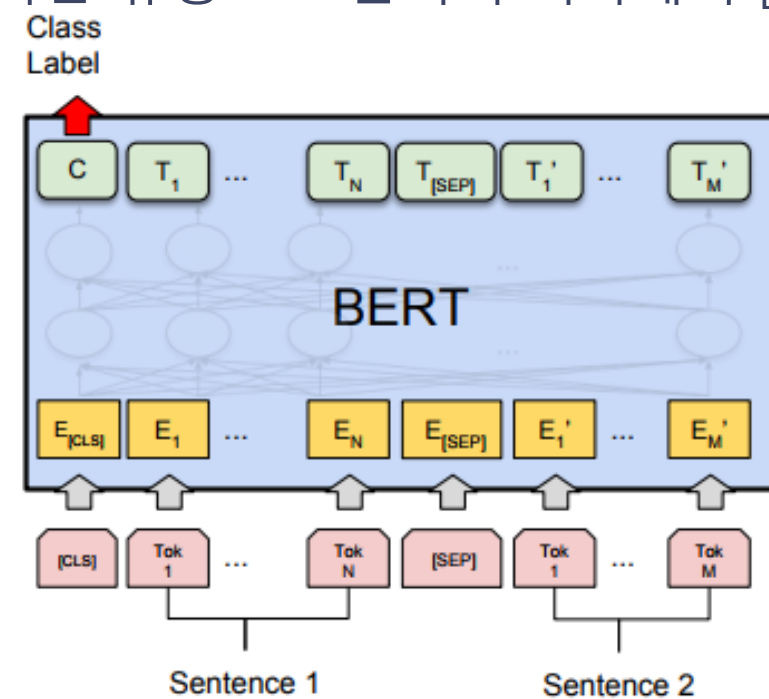 Class
Label
C T1 ... TN T[SEP] T1' ... TM'
...
BERT
...
E[CLS] E1 ... EN E[SEP] E1' ... EM'
[CLS] Tok 1 ... Tok N [SEP] Tok 1 ... Tok M
Sentence 1 Sentence 2